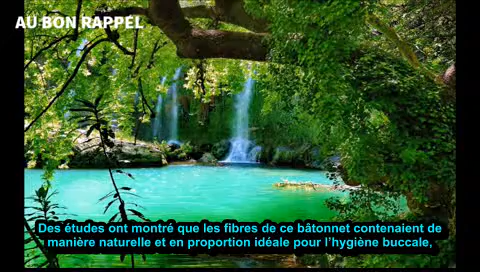 AU BON RAPPEL
Des études ont montré que les fibres de ce bâtonnet contenaient de
manière naturelle et en proportion idéale pour l'hygiène buccale,